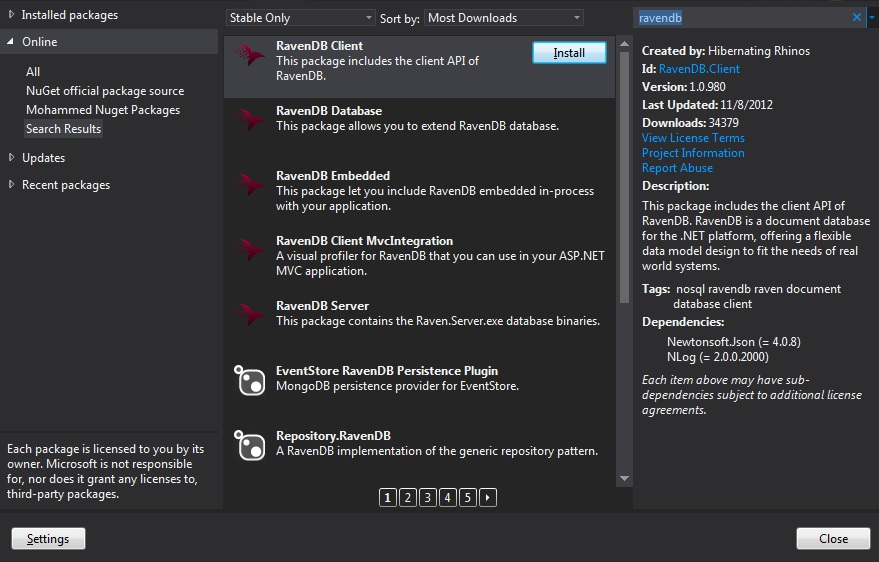 Installed packages
Online
All
NuGet official package source
Mohammed Nuget Packages
Search Results
Updates
Recent packages
Each package is licensed to you by its
owner. Microsoft is not responsible
for, nor does it grant any licenses to,
third-party packages.
Stable Only
Sort by:
Most Downloads
RavenDB Client
This package includes the client API of
RavenDB.
Install
RavenDB Database
This package allows you to extend RavenDB database.
RavenDB Embedded
This package let you include RavenDB embedded in-process
with your application.
RavenDB Client MvcIntegration
A visual profiler for RavenDB that you can use in your ASP.NET
MVC application.
RavenDB Server
This package contains the Raven.Server.exe database binaries.
EventStore RavenDB Persistence Plugin
MongoDB persistence provider for EventStore.
Repository.RavenDB
A RavenDB implementation of the generic repository pattern.
1 2 3 4 5
ravendb
Created by: Hibernating Rhinos
Id: RavenDB.Client
Version: 1.0.980
Last Updated: 11/8/2012
Downloads: 34379
View License Terms
Project Information
Report Abuse
Description:
This package includes the client API of
RavenDB. RavenDB is a document database
for the .NET platform, offering a flexible
data model design to fit the needs of real
world systems.
Tags: nosql ravendb raven document
database client
Dependencies:
Newtonsoft.Json (= 4.0.8)
NLog (= 2.0.0.2000)
Each item above may have sub-
dependencies subject to additional license
agreements.
Settings
Close